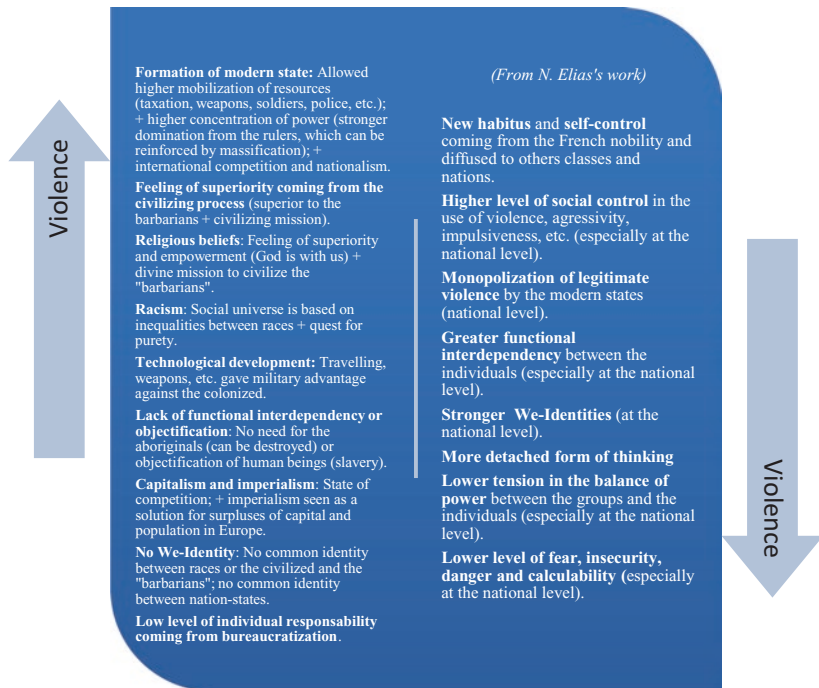 Violence
Formation of modern state: Allowed
higher mobilization of resources
(taxation, weapons, soldiers, police, etc.);
+ higher concentration of power (stronger
domination from the rulers, which can be
reinforced by massification); +
international competition and nationalism.
Feeling of superiority coming from the
civilizing process (superior to the
barbarians + civilizing mission).
Religious beliefs: Feeling of superiority
and empowerment (God is with us) +
divine mission to civilize the
"barbarians".
Racism: Social universe is based on
inequalities between races + quest for
purety.
Technological development: Travelling,
weapons, etc. gave military advantage
against the colonized.
Lack of functional interdependency or
objectification: No need for the
aboriginals (can be destroyed) or
objectification of human beings (slavery).
Capitalism and imperialism: State of
competition; + imperialism seen as a
solution for surpluses of capital and
population in Europe.
No We-Identity: No common identity
between races or the civilized and the
"barbarians"; no common identity
between nation-states.
Low level of individual responsability
coming from bureaucratization.
(From N. Elias's work)
New habitus and self-control
coming from the French nobility and
diffused to others classes and
nations.
Higher level of social control in the
use of violence, agressivity,
impulsiveness, etc. (especially at the
national level).
Monopolization of legitimate
violence by the modern states
(national level).
Greater functional
interdependency between the
individuals (especially at the national
level).
Stronger We-Identities (at the
national level).
More detached form of thinking
Lower tension in the balance of
power between the groups and the
individuals (especially at the national
level).
Lower level of fear, insecurity,
danger and calculability (especially
at the national level).
Violence